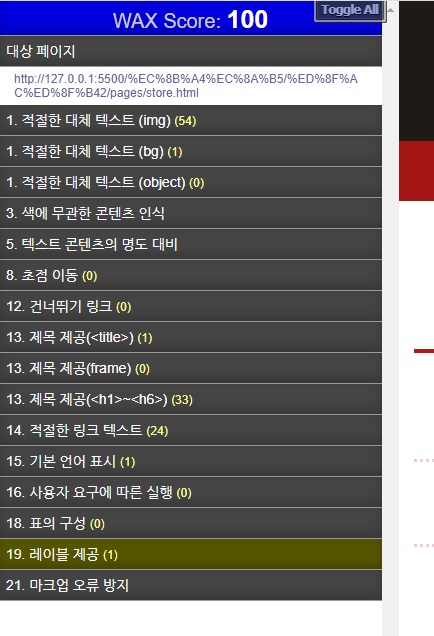 WAX Score: 100
Toggle All
대상 페이지
http://127.0.0.1:5500/%EC%8B%A4%EC%8A%B5/%ED%8F%A
C%ED%8F%B42/pages/store.html
1. 적절한 대체 텍스트 (img) (54)
1. 적절한 대체 텍스트 (bg) (1)
1. 적절한 대체 텍스트 (object) (0)
3. 색에 무관한 콘텐츠 인식
5. 텍스트 콘텐츠의 명도 대비
8. 초점 이동 (0)
12. 건너뛰기 링크 (0)
13. 제목 제공(<title>) (1)
13. 제목 제공(frame) (0)
13. 제목 제공(<h1>~<h6>) (33)
14. 적절한 링크 텍스트 (24)
15. 기본 언어 표시 (1)
16. 사용자 요구에 따른 실행 (0)
18. 표의 구성 (0)
19. 레이블 제공 (1)
21. 마크업 오류 방지